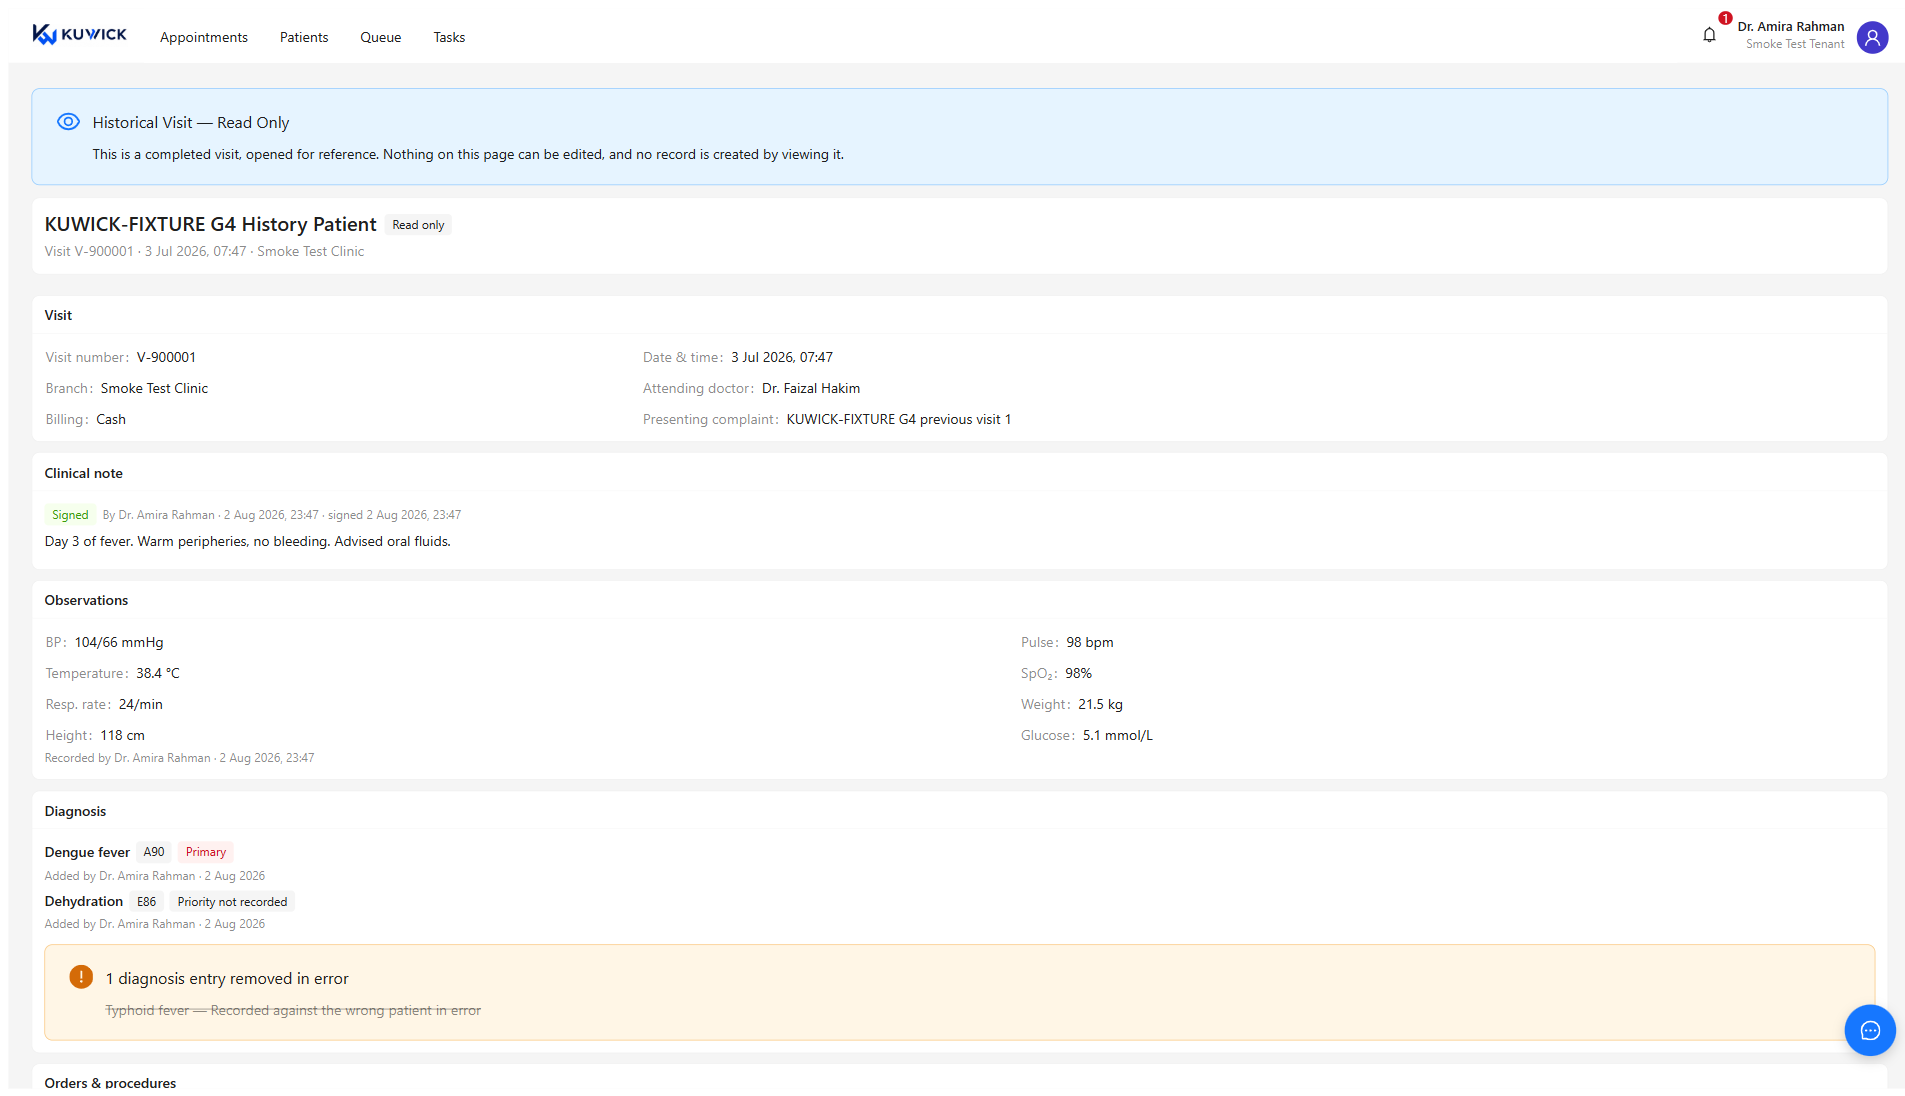 KUWICK
Appointments
Patients
Queue
Tasks
1
Dr. Amira Rahman
Smoke Test Tenant
Historical Visit — Read Only
This is a completed visit, opened for reference. Nothing on this page can be edited, and no record is created by viewing it.
KUWICK-FIXTURE G4 History Patient Read only
Visit V-900001 · 3 Jul 2026, 07:47 · Smoke Test Clinic
Visit
Visit number: V-900001
Date & time: 3 Jul 2026, 07:47
Branch: Smoke Test Clinic
Attending doctor: Dr. Faizal Hakim
Billing: Cash
Presenting complaint: KUWICK-FIXTURE G4 previous visit 1
Clinical note
Signed By Dr. Amira Rahman · 2 Aug 2026, 23:47 · signed 2 Aug 2026, 23:47
Day 3 of fever. Warm peripheries, no bleeding. Advised oral fluids.
Observations
BP: 104/66 mmHg
Pulse: 98 bpm
Temperature: 38.4 °C
SpO₂: 98%
Resp. rate: 24/min
Weight: 21.5 kg
Height: 118 cm
Glucose: 5.1 mmol/L
Recorded by Dr. Amira Rahman · 2 Aug 2026, 23:47
Diagnosis
Dengue fever A90 Primary
Added by Dr. Amira Rahman · 2 Aug 2026
Dehydration E86 Priority not recorded
Added by Dr. Amira Rahman · 2 Aug 2026
1 diagnosis entry removed in error
Typhoid fever — Recorded against the wrong patient in error
Orders & procedures